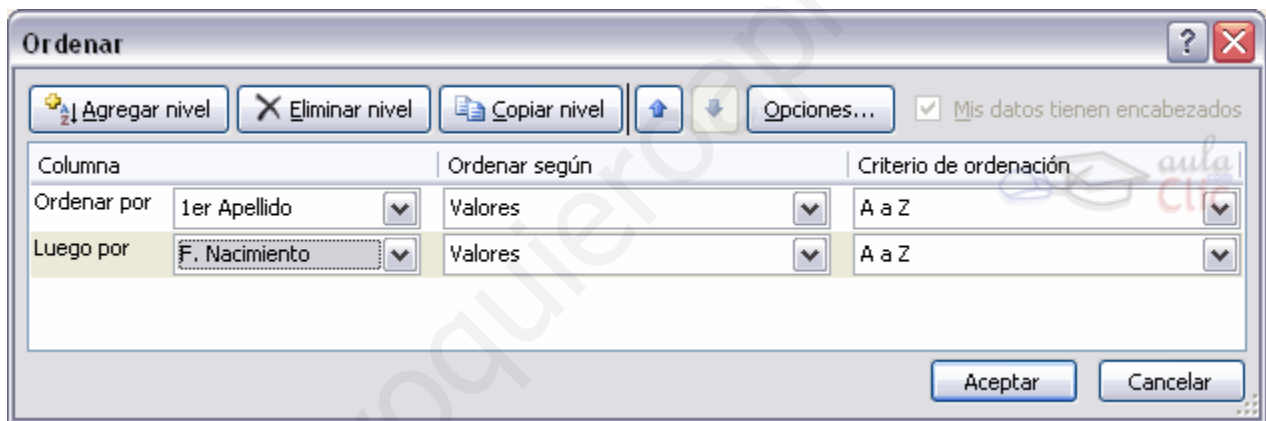 Ordenar
Agregar nivel Eliminar nivel Copiar nivel Opciones... Mis datos tienen encabezados
Columna Ordenar según Criterio de ordenación
Ordenar por 1er Apellido Valores A a Z
Luego por F. Nacimiento Valores A a Z
Aceptar Cancelar
aula
Clic
.com